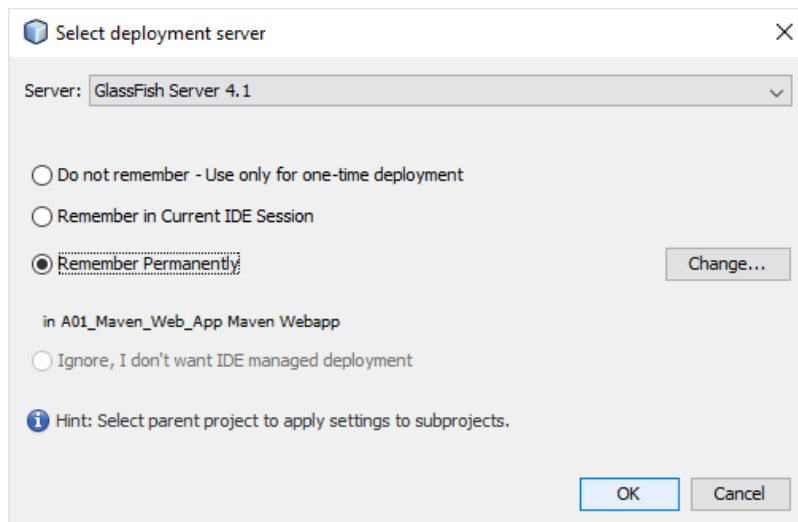 Select deployment server
Server: GlassFish Server 4.1
Do not remember - Use only for one-time deployment
Remember in Current IDE Session
Remember Permanently
Change...
in A01_Maven_Web_App Maven Webapp
Ignore, I don't want IDE managed deployment
Hint: Select parent project to apply settings to subprojects.
OK Cancel